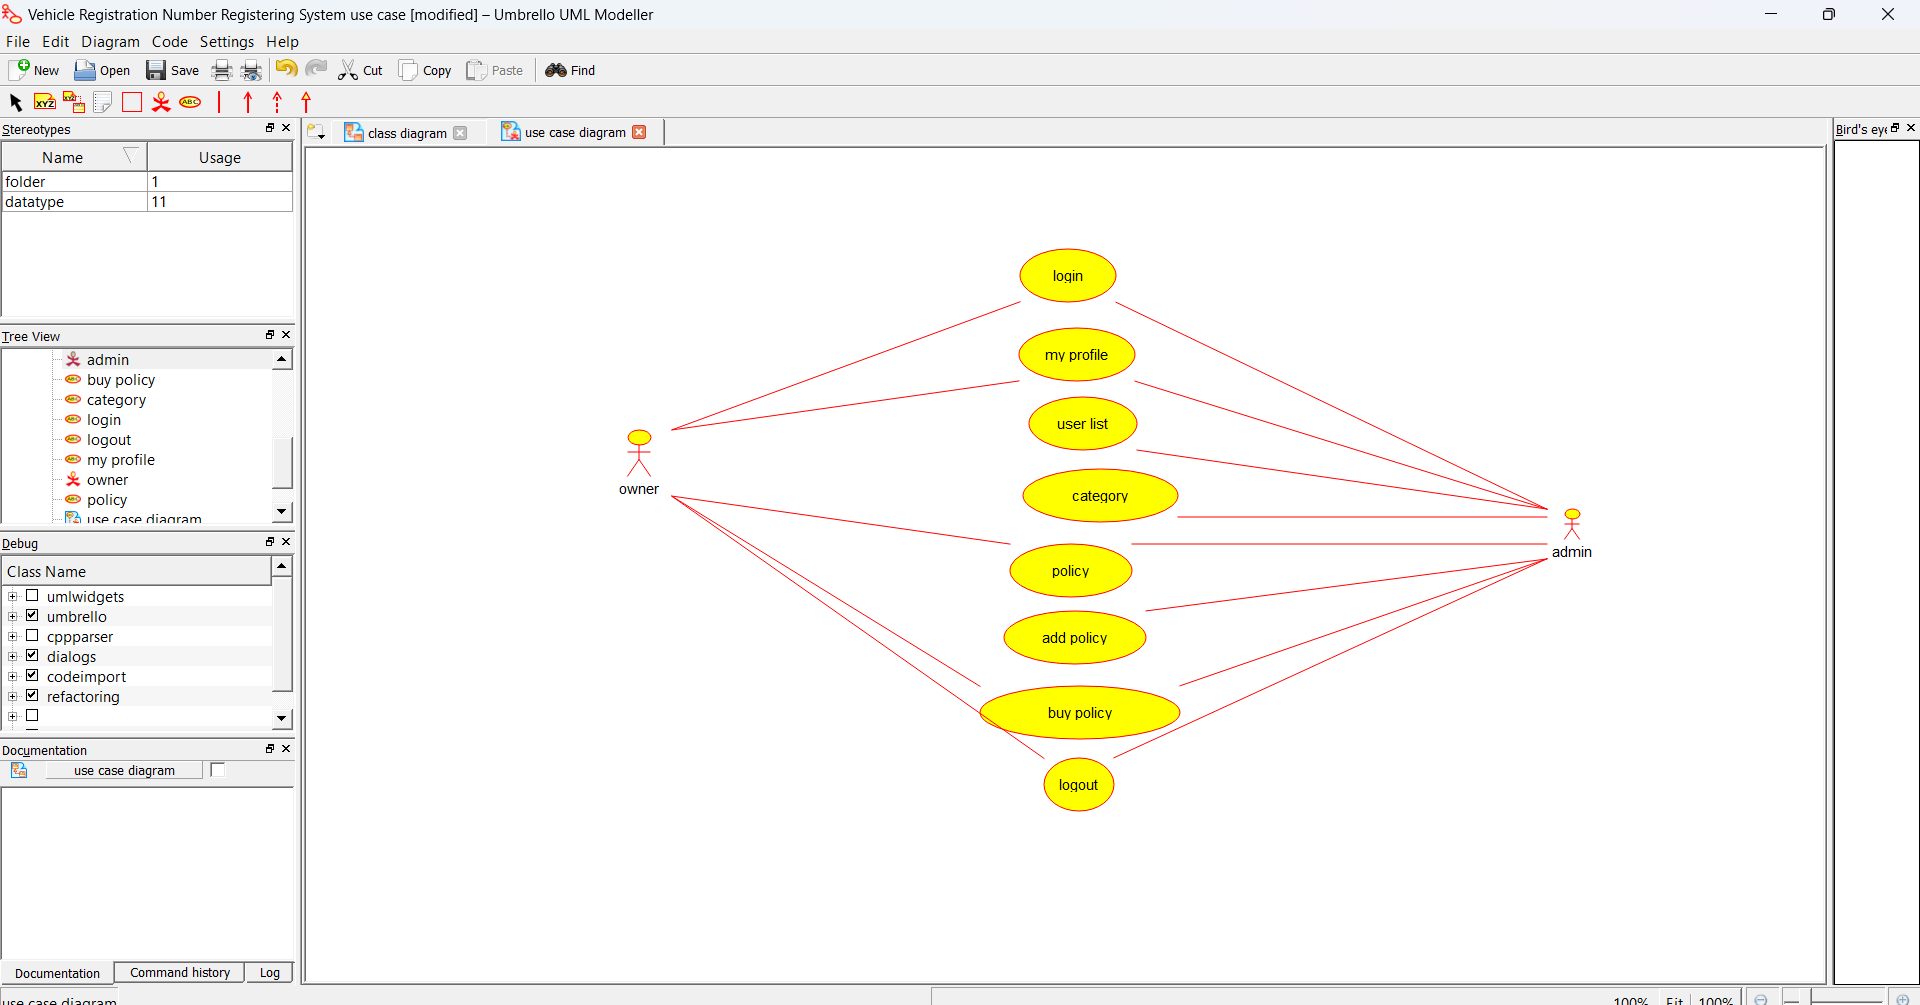 Vehicle Registration Number Registering System use case [modified] – Umbrello UML Modeller
File Edit Diagram Code Settings Help
New Open Save Cut Copy Paste Find
XYZ XYZ ABC
Stereotypes
Name Usage
folder 1
datatype 11
Tree View
admin
buy policy
category
login
logout
my profile
owner
policy
use case diagram
Debug
Class Name
umlwidgets
umbrello
cppparser
dialogs
codeimport
refactoring
Documentation
use case diagram
Documentation Command history Log
use case diagram
class diagram use case diagram
login
my profile
user list
category
policy
add policy
buy policy
logout
owner
admin
Bird's eye
100% Fit 100%